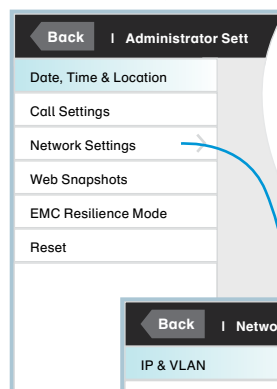 Back | Administrator Sett
Date, Time & Location
Call Settings
Network Settings
Web Snapshots
EMC Resilience Mode
Reset
Back | Netwo
IP & VLAN